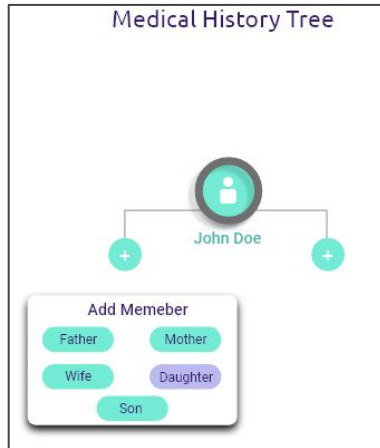 Medical History Tree
+
John Doe
+
Add Memeber
Father Mother
Wife Daughter
Son